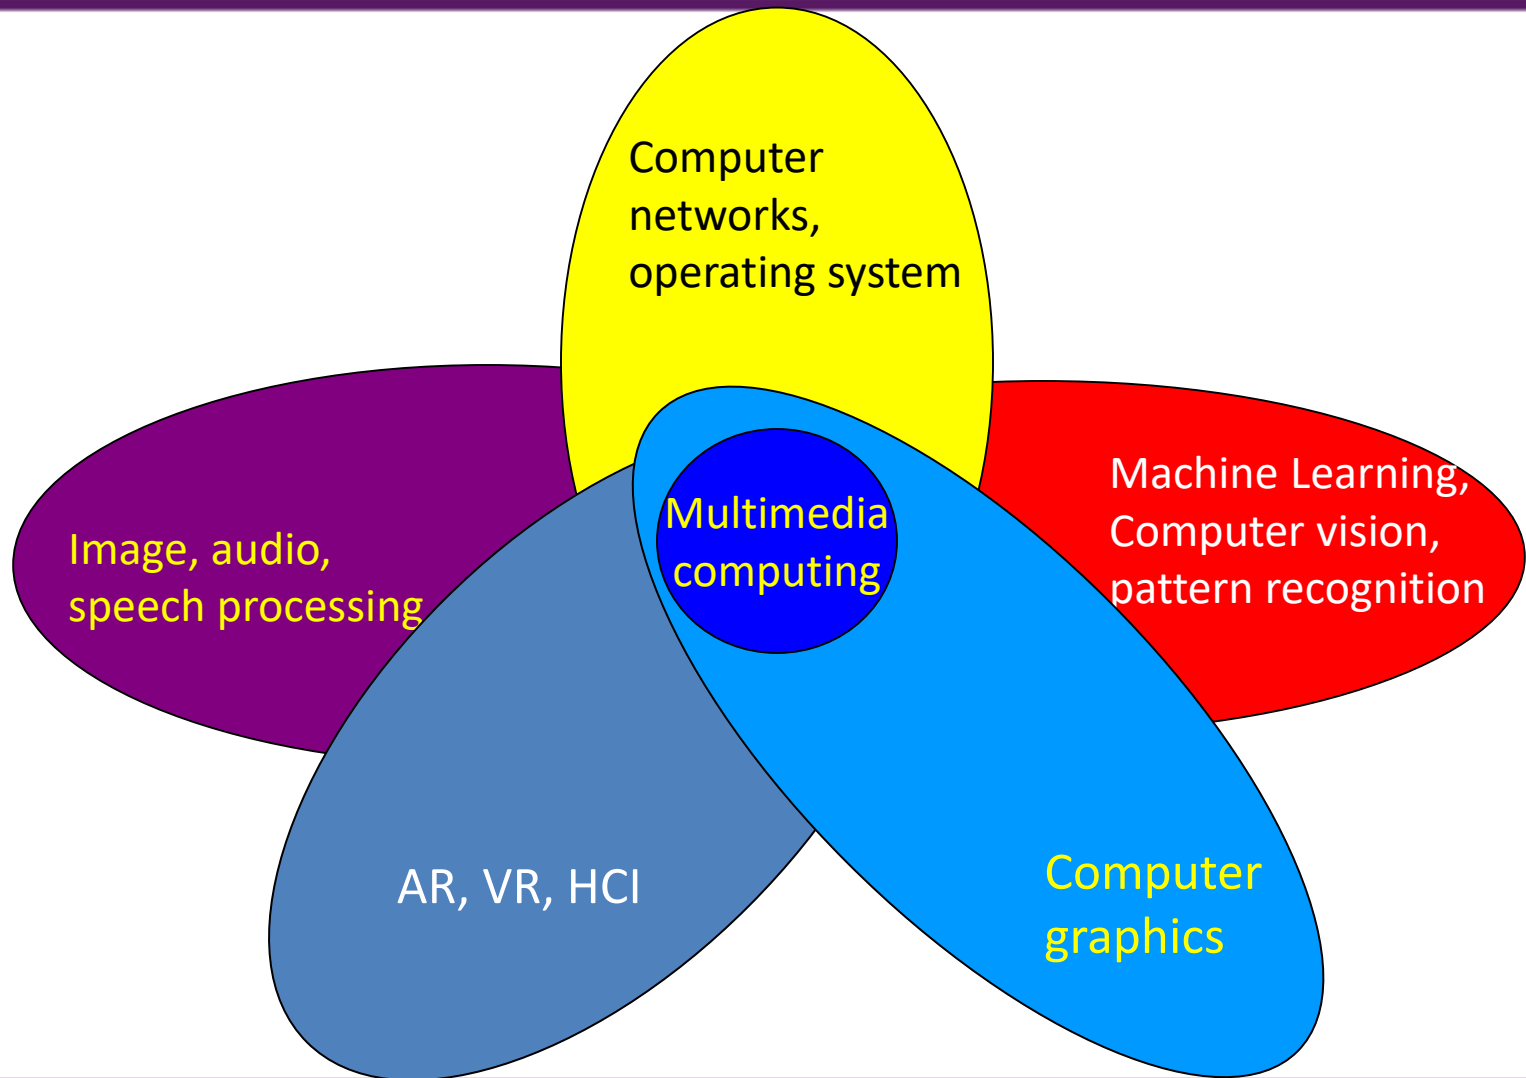 Computer
networks,
operating system
Image, audio,
speech processing
Multimedia
computing
Machine Learning,
Computer vision,
pattern recognition
AR, VR, HCI
Computer
graphics